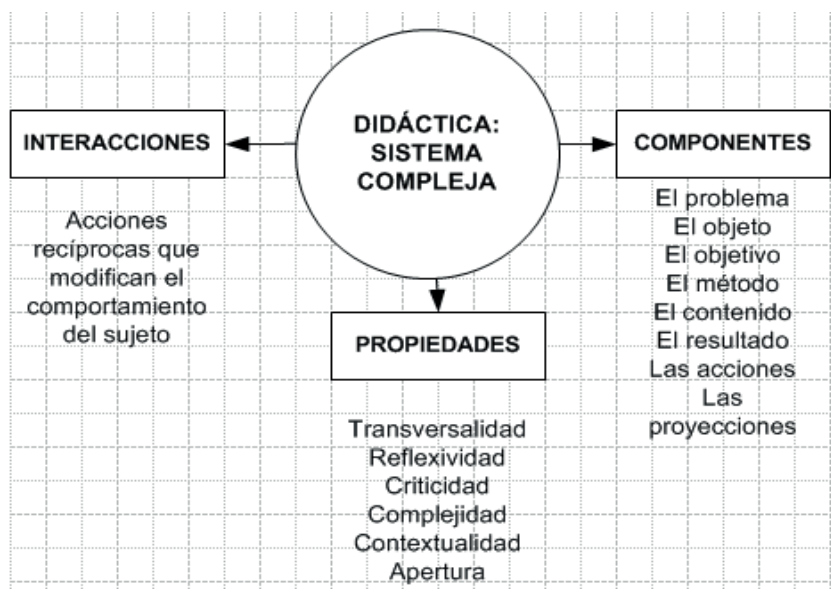 DIDÁCTICA:
SISTEMA
COMPLEJA
INTERACCIONES
Acciones
recíprocas que
modifican el
comportamiento
del sujeto
PROPIEDADES
Transversalidad
Reflexividad
Criticidad
Complejidad
Contextualidad
Apertura
COMPONENTES
El problema
El objeto
El objetivo
El método
El contenido
El resultado
Las acciones
Las
proyecciones